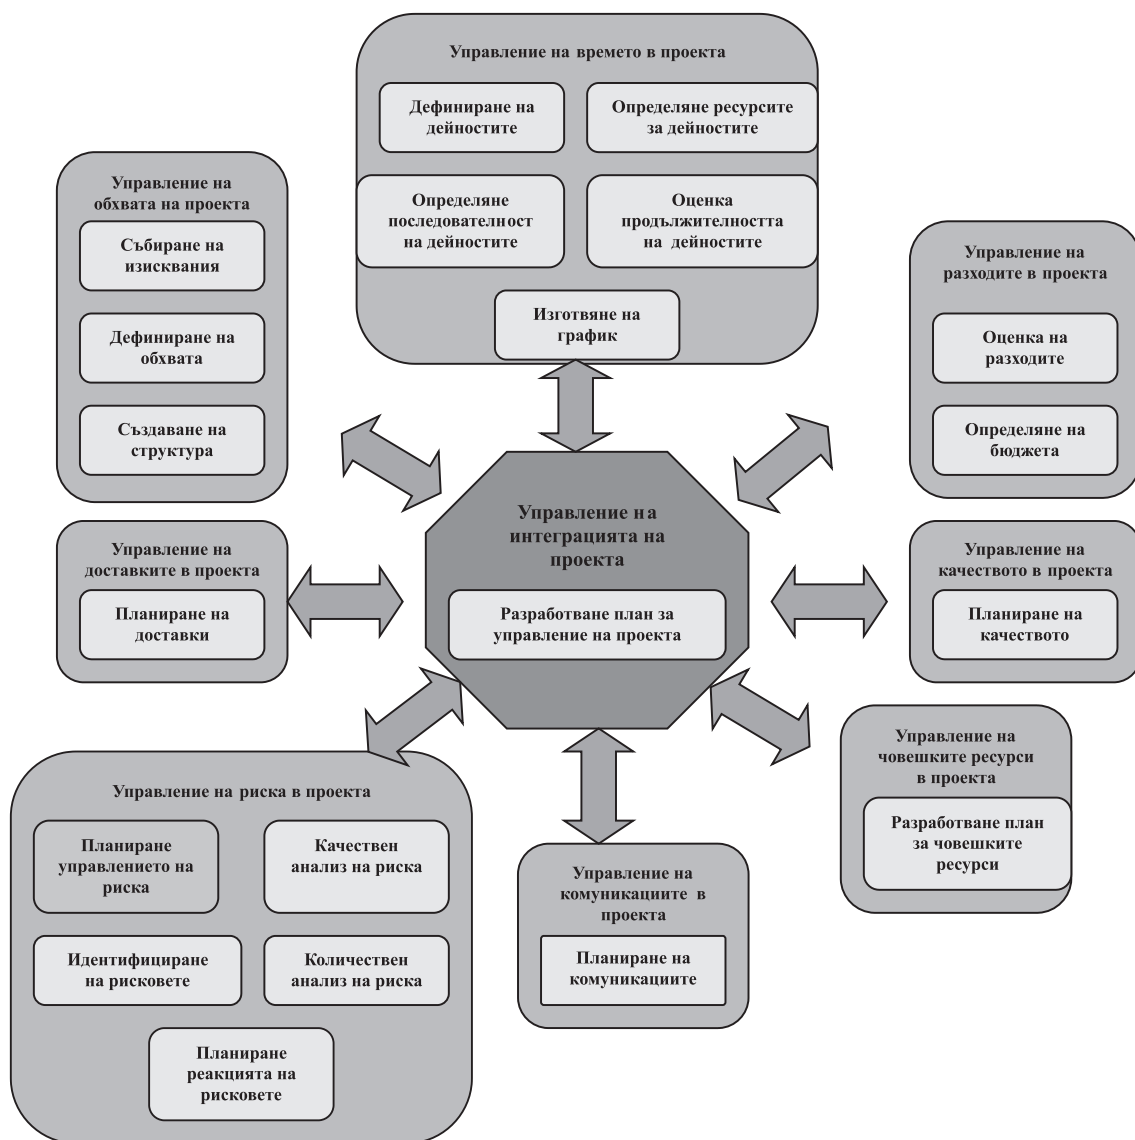 Управление на времето в проекта
Дефиниране на
дейностите
Определяне ресурсите
за дейностите
Определяне
последователност
на дейностите
Оценка
продължителността
на дейностите
Изготвяне на
график
Управление на
обхвата на проекта
Събиране на
изисквания
Дефиниране на
обхвата
Създаване на
структура
Управление на
разходите в проекта
Оценка на
разходите
Определяне на
бюджета
Управление на
интеграцията на
проекта
Разработване план за
управление на проекта
Управление на
доставките в проекта
Планиране на
доставки
Управление на
качеството в проекта
Планиране на
качеството
Управление на
човешките ресурси
в проекта
Разработване план
за човешките
ресурси
Управление на риска в проекта
Планиране
управлението на
риска
Качествен
анализ на риска
Идентифициране
на рисковете
Количествен
анализ на риска
Планиране
реакцията на
рисковете
Управление на
комуникациите в
проекта
Планиране на
комуникациите